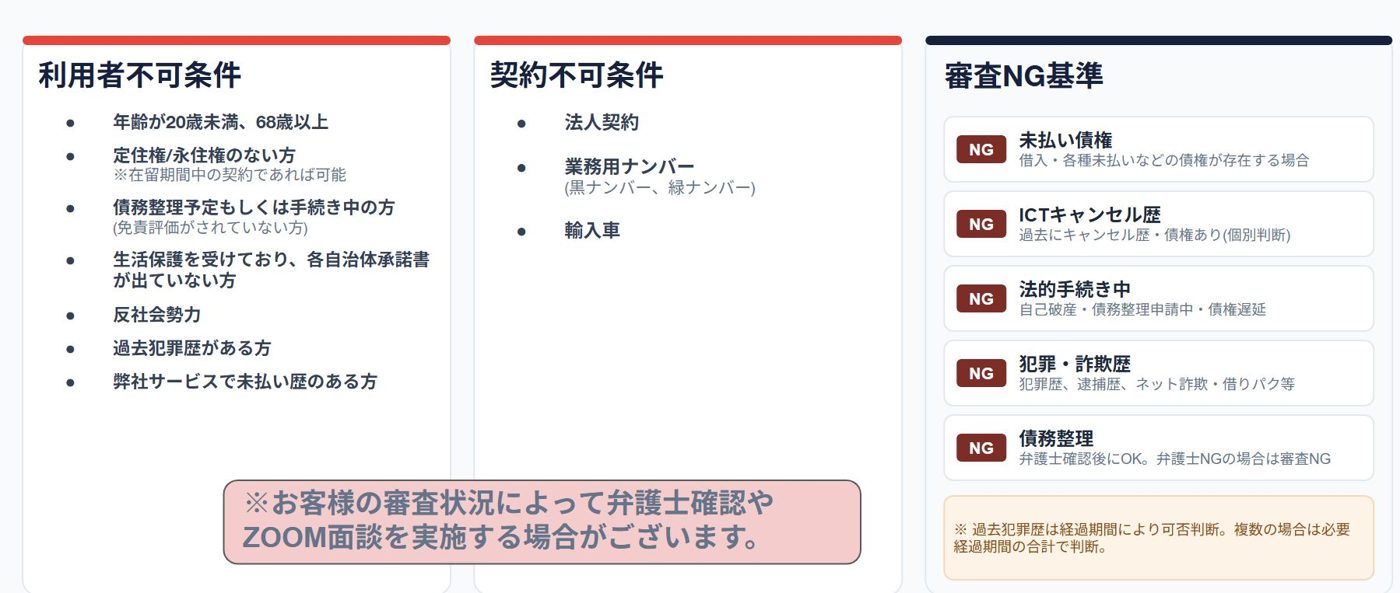 利用者不可条件
● 年齢が20歳未満、68歳以上
● 定住権/永住権のない方
※在留期間中の契約であれば可能
● 債務整理予定もしくは手続き中の方
(免責評価がされていない方)
● 生活保護を受けており、各自治体承諾書
が出ていない方
● 反社会勢力
● 過去犯罪歴がある方
● 弊社サービスで未払い歴のある方
契約不可条件
● 法人契約
● 業務用ナンバー
(黒ナンバー、緑ナンバー)
● 輸入車
※お客様の審査状況によって弁護士確認や
ZOOM面談を実施する場合がございます。
審査NG基準
NG 未払い債権
借入・各種未払いなどの債権が存在する場合
NG ICTキャンセル歴
過去にキャンセル歴・債権あり(個別判断)
NG 法的手続き中
自己破産・債務整理申請中・債権遅延
NG 犯罪・詐欺歴
犯罪歴、逮捕歴、ネット詐欺・借りパク等
NG 債務整理
弁護士確認後にOK。弁護士NGの場合は審査NG
※ 過去犯罪歴は経過期間により可否判断。複数の場合は必要
経過期間の合計で判断。